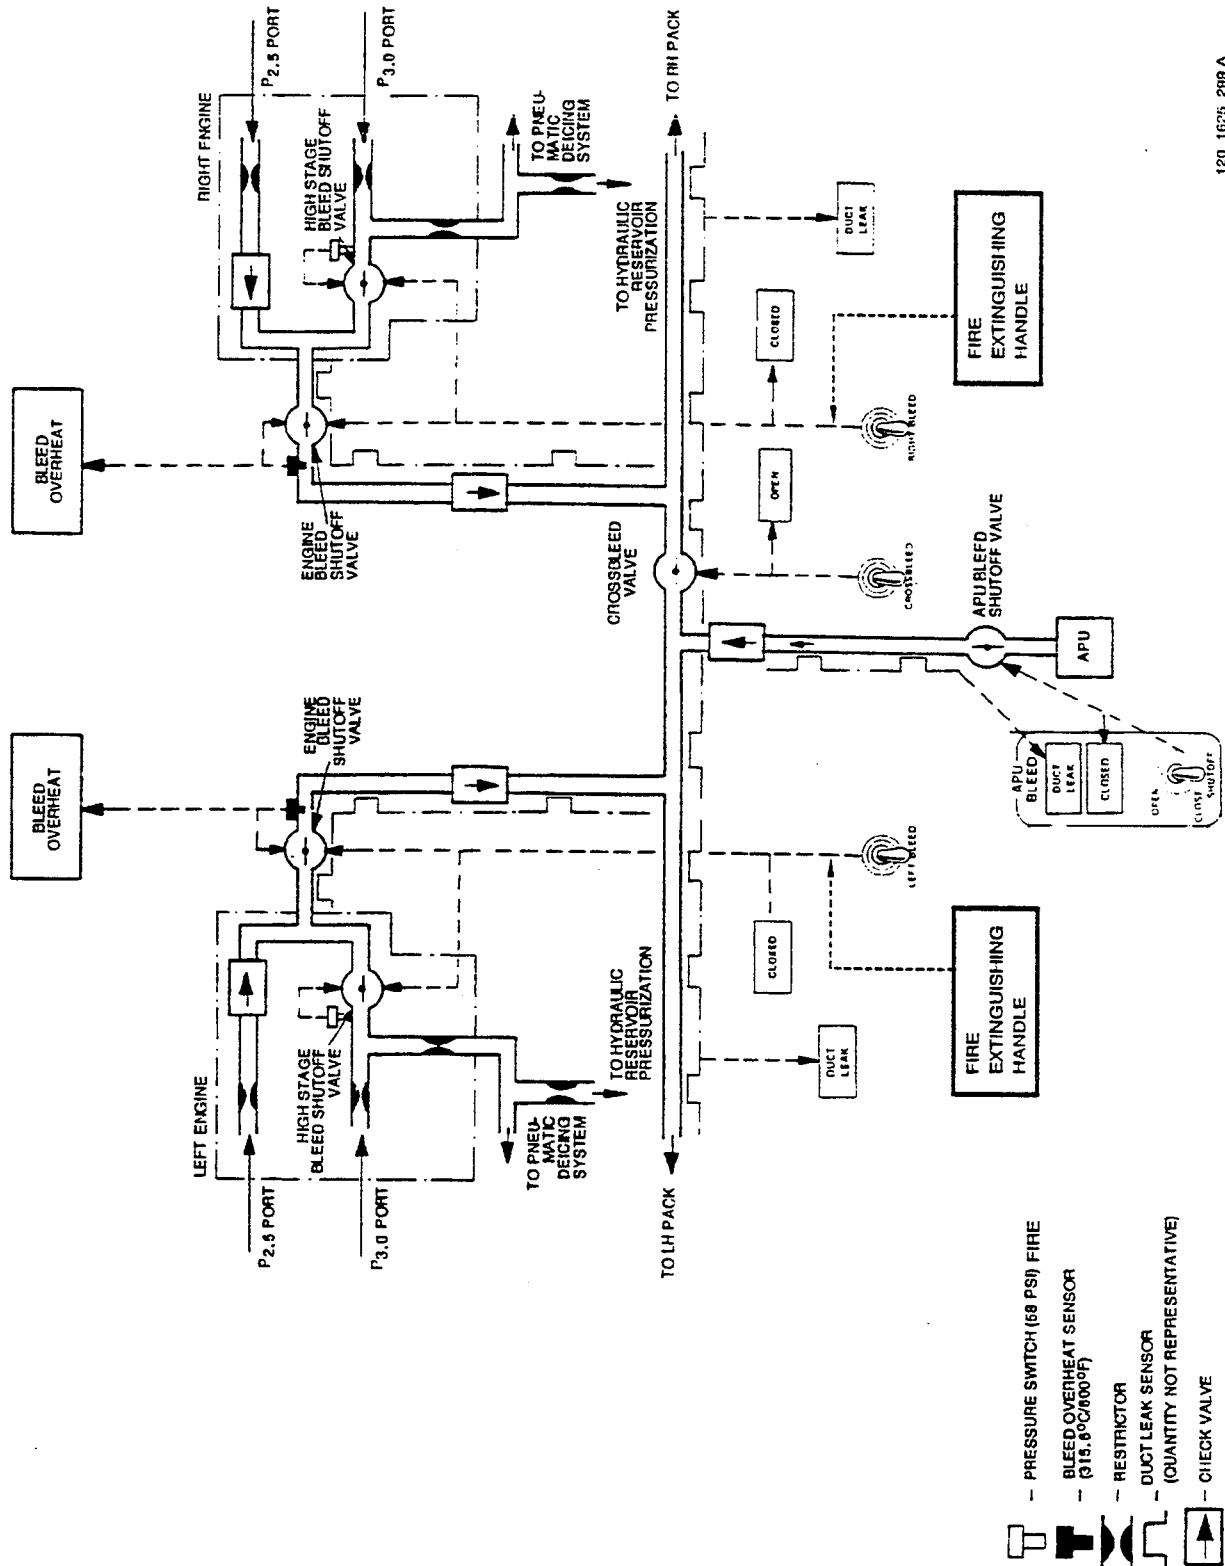 BLEED
OVERHEAT
BLEED
OVERHEAT
LEFT ENGINE
P2.5 PORT
P3.0 PORT
HIGH STAGE
BLEED SHUTOFF
VALVE
ENGINE
BLEED
SHUTOFF
VALVE
TO PNEU-
MATIC
DEICING
SYSTEM
TO HYDRAULIC
RESERVOIR
PRESSURIZATION
RIGHT ENGINE
P2.5 PORT
P3.0 PORT
HIGH STAGE
BLEED SHUTOFF
VALVE
ENGINE
BLEED
SHUTOFF
VALVE
TO PNEU-
MATIC
DEICING
SYSTEM
TO HYDRAULIC
RESERVOIR
PRESSURIZATION
TO LH PACK
CROSSBLEED
VALVE
TO RH PACK
DUCT
LEAK
CLOSED
OPEN
CLOSED
DUCT
LEAK
LEFT BLEED
CROSSBLEED
RIGHT BLEED
FIRE
EXTINGUISHING
HANDLE
FIRE
EXTINGUISHING
HANDLE
APU BLEED
SHUTOFF VALVE
APU
APU
BLEED
DUCT
LEAK
CLOSED
OPEN
CLOSE
SHUTOFF
– PRESSURE SWITCH (58 PSI) FIRE
– BLEED OVERHEAT SENSOR
(315.6°C/600°F)
– RESTRICTOR
– DUCT LEAK SENSOR
(QUANTITY NOT REPRESENTATIVE)
– CHECK VALVE